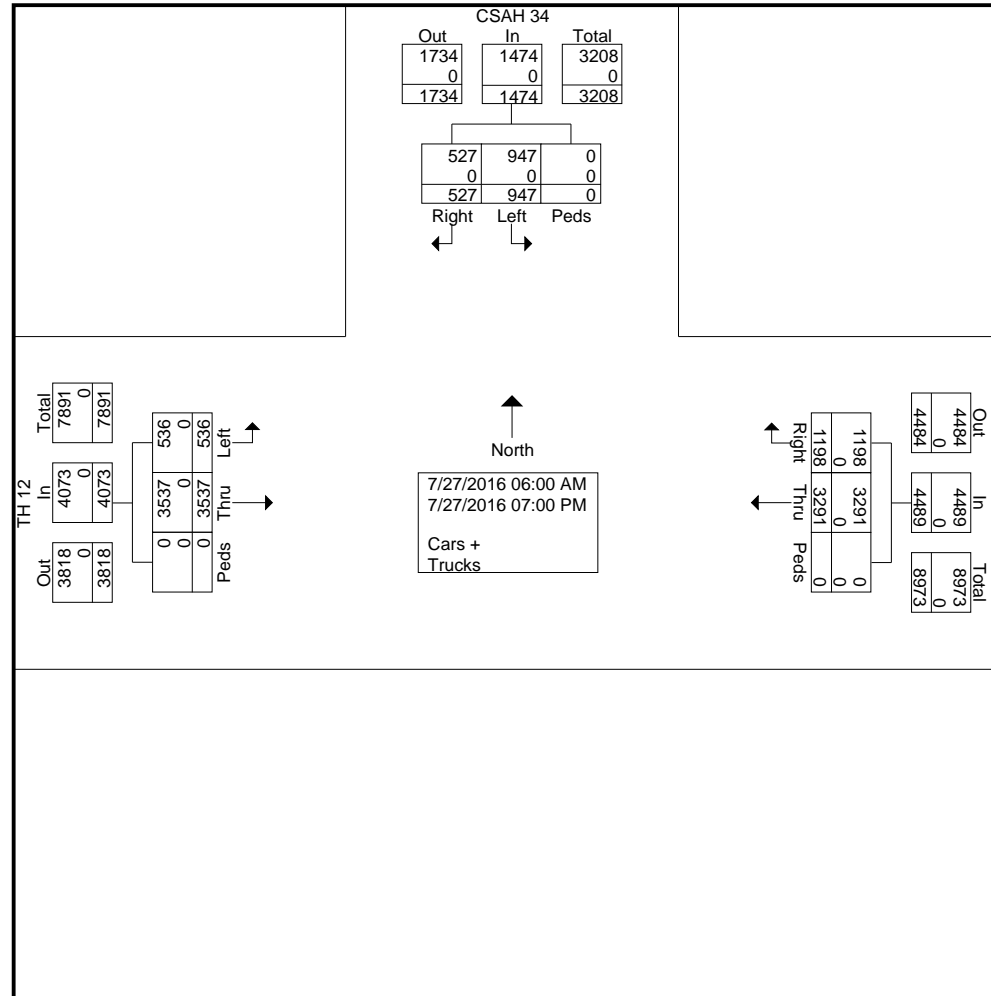 CSAH 34
Out In Total
1734 1474 3208
0 0 0
1734 1474 3208
527 947 0
0 0 0
527 947 0
Right Left Peds
TH 12
Total
7891
0
7891
In
4073
0
4073
Out
3818
0
3818
536
0
536
Left
3537
0
3537
Thru
0
0
0
Peds
North
7/27/2016 06:00 AM
7/27/2016 07:00 PM
Cars +
Trucks
Right
1198
0
1198
Thru
3291
0
3291
Peds
0
0
0
Out
4484
0
4484
In
4489
0
4489
Total
8973
0
8973